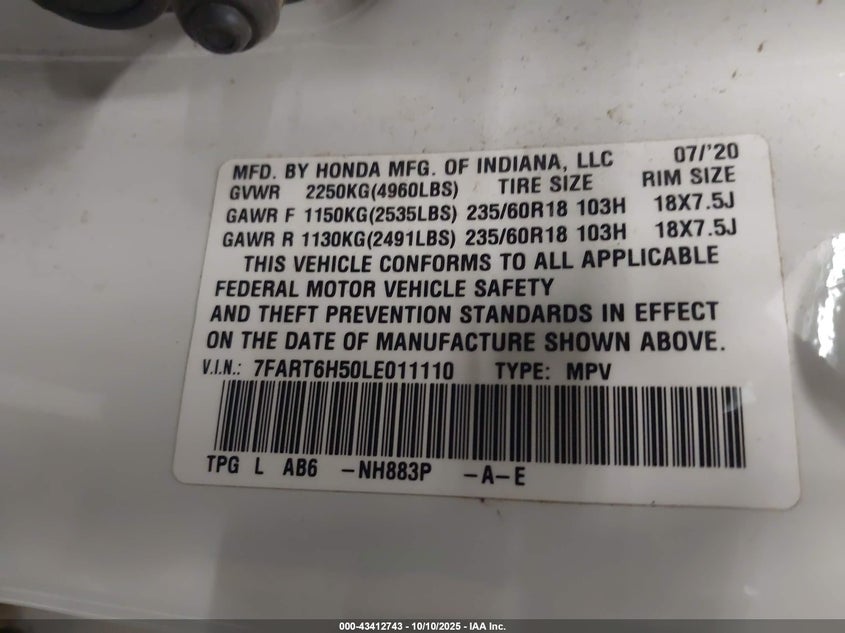 MFD. BY HONDA MFG. OF INDIANA, LLC 07/'20
GVWR 2250KG(4960LBS) TIRE SIZE RIM SIZE
GAWR F 1150KG(2535LBS) 235/60R18 103H 18X7.5J
GAWR R 1130KG(2491LBS) 235/60R18 103H 18X7.5J
THIS VEHICLE CONFORMS TO ALL APPLICABLE
FEDERAL MOTOR VEHICLE SAFETY
AND THEFT PREVENTION STANDARDS IN EFFECT
ON THE DATE OF MANUFACTURE SHOWN ABOVE.
V.I.N.: 7FART6H50LE011110 TYPE: MPV
TPG L AB6 -NH883P -A-E
000-43412743 - 10/10/2025 - IAA Inc.